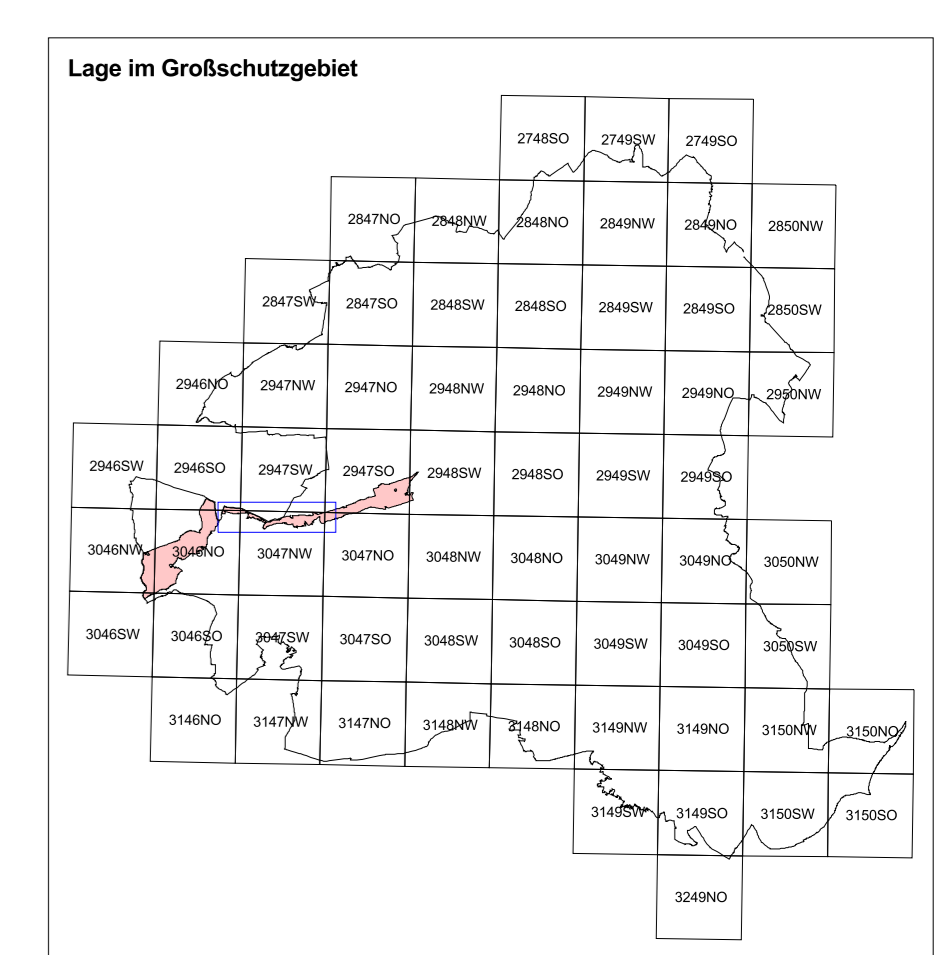 Lage im Großschutzgebiet
2748SO 2749SW 2749SO
2847NO 2848NW 2848NO 2849NW 2849NO 2850NW
2847SW 2847SO 2848SW 2848SO 2849SW 2849SO 2850SW
2946NO 2947NW 2947NO 2948NW 2948NO 2949NW 2949NO 2950NW
2946SW 2946SO 2947SW 2947SO 2948SW 2948SO 2949SW 2949SO
3046NW 3046NO 3047NW 3047NO 3048NW 3048NO 3049NW 3049NO 3050NW
3046SW 3046SO 3047SW 3047SO 3048SW 3048SO 3049SW 3049SO 3050SW
3146NO 3147NW 3147NO 3148NW 3148NO 3149NW 3149NO 3150NW 3150NO
3149SW 3149SO 3150SW 3150SO
3249NO